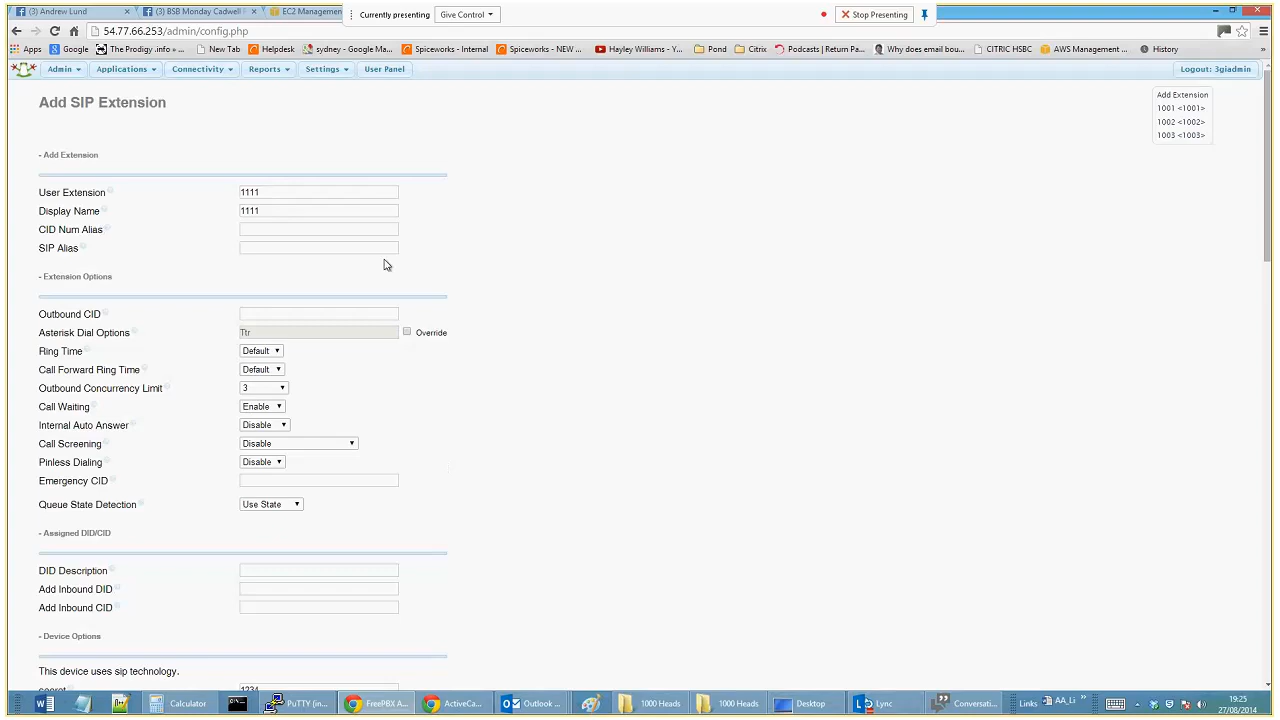 (3) Andrew Lund
(3) BSB Monday Cadwell
EC2 Management
Currently presenting
Give Control
Stop Presenting
54.77.66.253/admin/config.php
Apps
Google
The Prodigy .info » ...
New Tab
Helpdesk
sydney - Google Ma...
Spiceworks - Internal
Spiceworks - NEW ...
Hayley Williams - Y...
Pond
Citrix
Podcasts | Return Pa...
Why does email bou...
CITRIC HSBC
AWS Management ...
History
Admin
Applications
Connectivity
Reports
Settings
User Panel
Logout: 3giadmin
Add SIP Extension
Add Extension
1001 <1001>
1002 <1002>
1003 <1003>
- Add Extension
User Extension
1111
Display Name
1111
CID Num Alias
SIP Alias
- Extension Options
Outbound CID
Asterisk Dial Options
Ttr
Override
Ring Time
Default
Call Forward Ring Time
Default
Outbound Concurrency Limit
3
Call Waiting
Enable
Internal Auto Answer
Disable
Call Screening
Disable
Pinless Dialing
Disable
Emergency CID
Queue State Detection
Use State
- Assigned DID/CID
DID Description
Add Inbound DID
Add Inbound CID
- Device Options
This device uses sip technology.
secret
1234
Calculator
PuTTY (in...
FreePBX A...
ActiveCa...
Outlook ...
1000 Heads
1000 Heads
Desktop
Lync
Conversati...
Links
AA_Li
19:25
27/08/2014